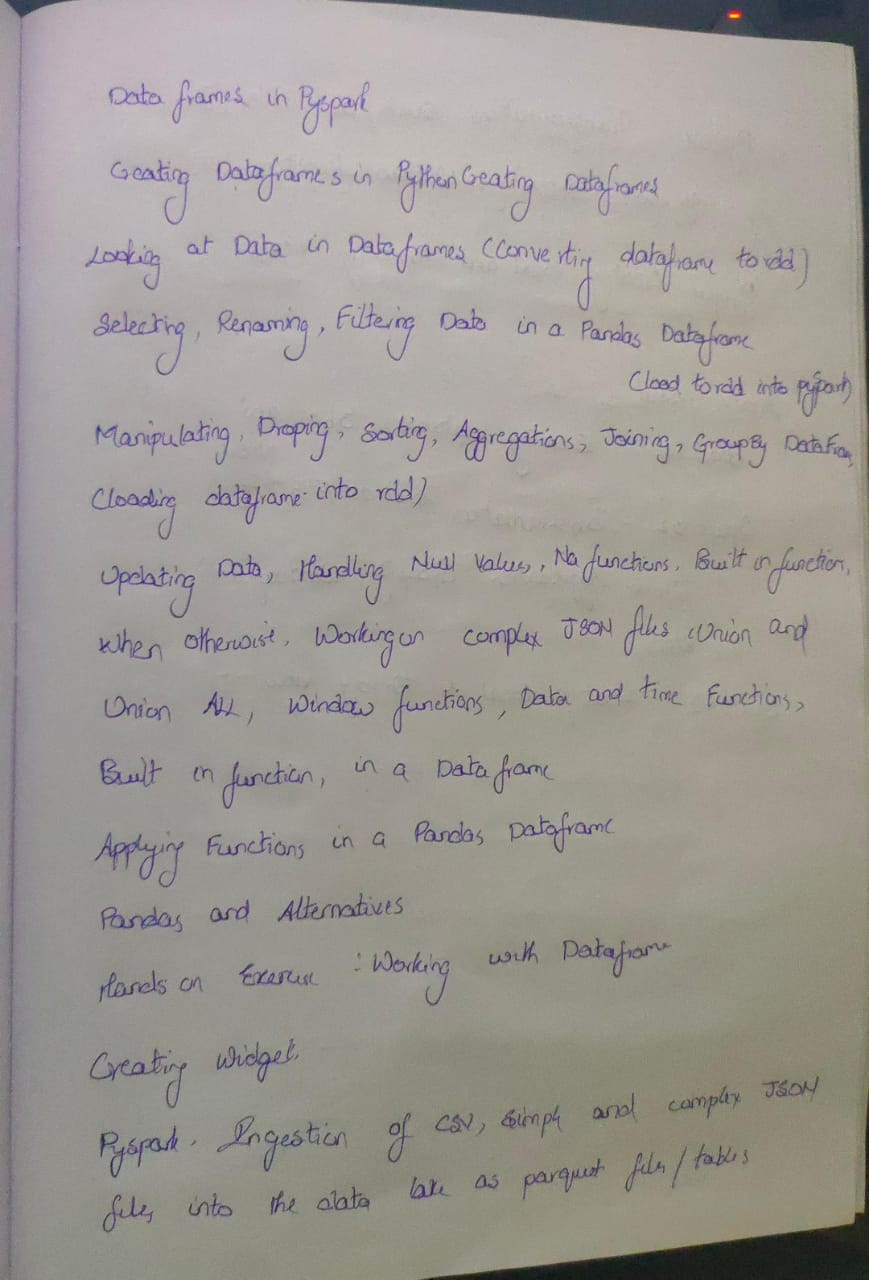 Data frames in Pyspark
Creating Dataframes in Python Creating Dataframes
Looking at Data in Dataframes (Converting dataframe to rdd)
Selecting, Renaming, Filtering Data in a Pandas Dataframe
(load to rdd into pyspark)
Manipulating, Droping, Sorting, Aggregations, Joining, GroupBy DataFram
(loading dataframe into rdd)
Updating Data, Handling Null Values, Na functions, Built in function,
When otherwise, Working on complex JSON files, Union and
Union ALL, Window functions, Data and time Functions,
Built in function, in a Data frame
Applying Functions in a Pandas Dataframe
Pandas and Alternatives
Hands on Exercise : Working with Dataframe
Creating Widget.
Pyspark. Ingestion of CSV, Simple and complex JSON
files into the data lake as parquet files/tables